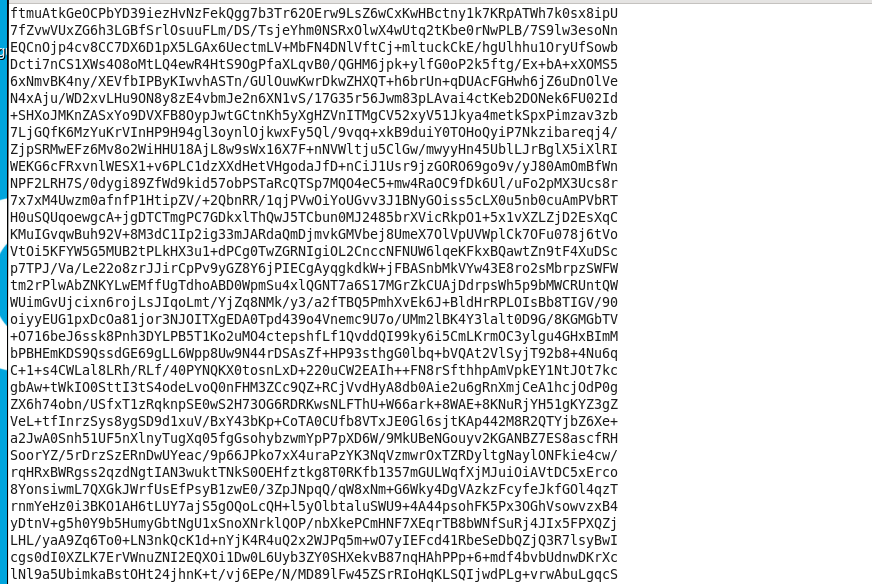 ftmuAtkGeOCPbYD39iezHvNzFekQgg7b3Tr62OErw9LsZ6wCxKwHBctny1k7KRpATWh7k0sx8ipU
7fZvwVUxZG6h3LGBfSrlOsuuFLm/DS/TsjeYhm0NSRxOlwX4wUtq2tKbe0rNwPLB/7S9lw3esoNn
EQCnOjp4cv8CC7DX6D1pX5LGAx6UectmLV+MbFN4DNlVftCj+mltuckCkE/hgUlhhu1OryUfSowb
Dcti7nCS1XWs4O8oMtLQ4ewR4HtS9OgPfaXLqvB0/QGHM6jpk+ylfG0oP2k5ftg/Ex+bA+xXOMS5
6xNmvBK4ny/XEVfbIPByKIwvhASTn/GUlOuwKwrDkwZHXQT+h6brUn+qDUAcFGHwh6jZ6uDnOlVe
N4xAju/WD2xvLHu9ON8y8zE4vbmJe2n6XN1vS/17G35r56Jwm83pLAvai4ctKeb2DONek6FU02Id
+SHXoJMKnZASxYo9DVXFB8OypJwtGCtnKh5yXgHZVnITMgCV52xyV51Jkya4metkSpxPimzav3zb
7LjGQfK6MzYuKrVInHP9H94gl3oynlOjkwxFy5Ql/9vqq+xkB9duiY0TOHoQyiP7Nkzibareqj4/
ZjpSRMwEFz6Mv8o2WiHHU18AjL8w9sWx16X7F+nNVWltju5ClGw/mwyyHn45UblLJrBglX5iXlRI
WEKG6cFRxvnlWESX1+v6PLC1dzXXdHetVHgodaJfD+nCiJ1Usr9jzGORO69go9v/yJ80AmOmBfWn
NPF2LRH7S/0dygi89ZfWd9kid57obPSTaRcQTSp7MQO4eC5+mw4RaOC9fDk6Ul/uFo2pMX3Ucs8r
7x7xM4Uwzm0afnfP1HtipZV/+2QbnRR/1qjPVwOiYoUGvv3J1BNyGOiss5cLX0u5nb0cuAmPVbRT
H0uSQUqoewgcA+jgDTCTmgPC7GDkxlThQwJ5TCbun0MJ2485brXVicRkpO1+5x1vXZLZjD2EsXqC
KMuIGvqwBuh92V+8M3dC1Ip2ig33mJARdaQmDjmvkGMVbej8UmeX7OlVpUVWplCk7OFu078j6tVo
VtOi5KFYW5G5MUB2tPLkHX3u1+dPCg0TwZGRNIgiOL2CnccNFNUW6lqeKFkxBQawtZn9tF4XuDSc
p7TPJ/Va/Le22o8zrJJirCpPv9yGZ8Y6jPIECgAyqgkdkW+jFBASnbMkVYw43E8ro2sMbrpzSWFW
tm2rPlwAbZNKYLwEMffUgTdhoABD0WpmSu4xlQGNT7a6S17MGrZkCUAjDdrpsWh5p9bMWCRUntQW
WUimGvUjcixn6rojLsJIqoLmt/YjZq8NMk/y3/a2fTBQ5PmhXvEk6J+BldHrRPLOIsBb8TIGV/90
oiyyEUG1pxDcOa81jor3NJOITXgEDA0Tpd439o4Vnemc9U7o/UMm2lBK4Y3lalt0D9G/8KGMGbTV
+O716beJ6ssk8Pnh3DYLPB5T1Ko2uMO4ctepshfLf1QvddQI99ky6i5CmLKrmOC3ylgu4GHxBImM
bPBHEmKDS9QssdGE69gLL6Wpp8Uw9N44rDSAsZf+HP93sthgG0lbq+bVQAt2VlSyjT92b8+4Nu6q
C+1+s4CWLal8LRh/RLf/40PYNQKX0tosnLxD+220uCW2EAIh++FN8rSfthhpAmVpkEY1NtJOt7kc
gbAw+tWkIO0SttI3tS4odeLvoQ0nFHM3ZCc9QZ+RCjVvdHyA8db0Aie2u6gRnXmjCeA1hcjOdP0g
ZX6h74obn/USfxT1zRqknpSE0wS2H73OG6RDRKwsNLFThU+W66ark+8WAE+8KNuRjYH51gKYZ3gZ
VeL+tfInrzSys8ygSD9d1xuV/BxY43bKp+CoTA0CUfb8VTxJE0Gl6sjtKAp442M8R2QTYjbZ6Xe+
a2JwA0Snh51UF5nXlnyTugXq05fgGsohybzwmYpP7pXD6W/9MkUBeNGouyv2KGANBZ7ES8ascfRH
SoorYZ/5rDrzSzERnDwUYeac/9p66JPko7xX4uraPzYK3NqVzmwrOxTZRDyltgNaylONFkie4cw/
rqHRxBWRgss2qzdNgtIAN3wuktTNkS0OEHfztkg8T0RKfb1357mGULWqfXjMJuiOiAVtDC5xErco
8YonsiwmL7QXGkJWrfUsEfPsyB1zwE0/3ZpJNpqQ/qW8xNm+G6Wky4DgVAzkzFcyfeJkfGOl4qzT
rnmYeHz0i3BKO1AH6tLUY7ajS5gOQoLcQH+l5yOlbtaluSWU9+4A44psohFK5Px3OGhVsowvzxB4
yDtnV+g5h0Y9b5HumyGbtNgU1xSnoXNrklQOP/nbXkePCmHNF7XEqrTB8bWNfSuRj4JIx5FPXQZj
LHL/yaA9Zq6To0+LN3nkQcK1d+nYjK4R4uQ2x2WJPq5m+wO7yIEFcd41RbeSeDbQZjQ3R7lsyBwI
cgs0dI0XZLK7ErVWnuZNI2EQXOi1Dw0L6Uyb3ZY0SHXekvB87nqHAhPPp+6+mdf4bvbUdnwDKrXc
lNl9a5UbimkaBstOHt24jhnK+t/vj6EPe/N/MD89lFw45ZSrRIoHqKLSQIjwdPLg+vrwAbuLgqcS